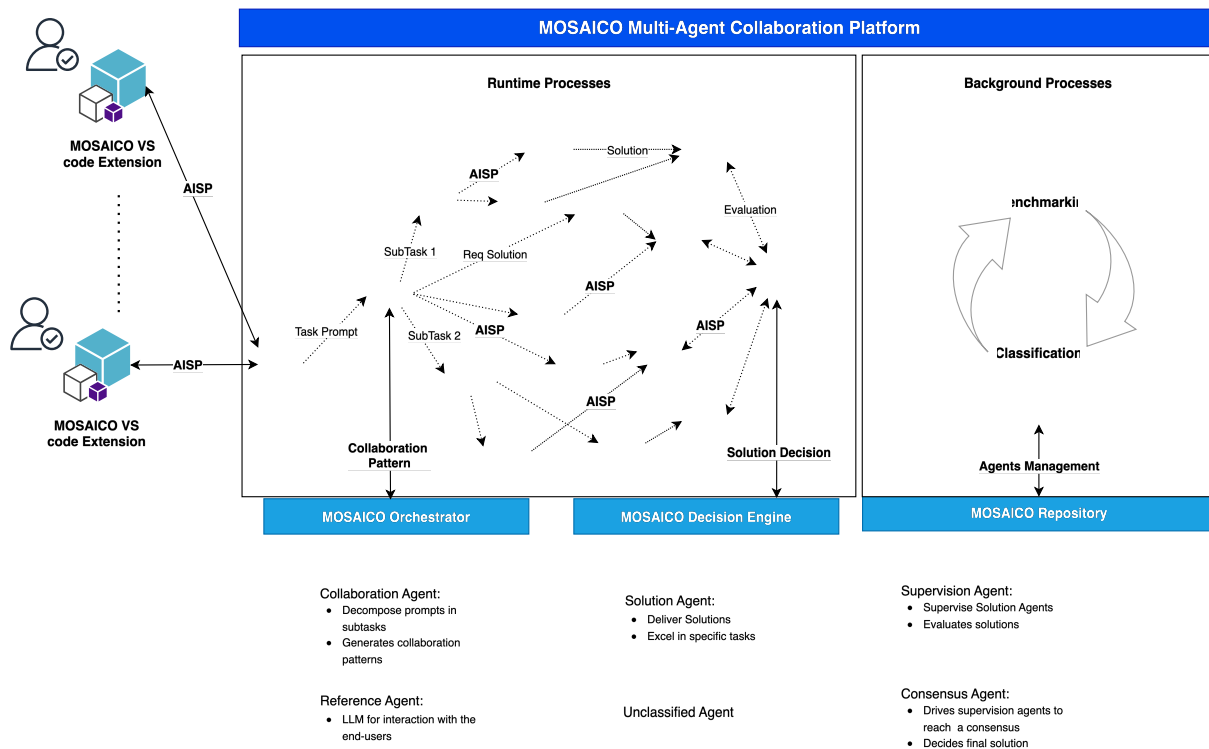 MOSAICO Multi-Agent Collaboration Platform
Runtime Processes
Background Processes
MOSAICO VS
code Extension
AISP
MOSAICO VS
code Extension
AISP
Task Prompt
SubTask 1
SubTask 2
AISP
Req Solution
AISP
Solution
AISP
AISP
Evaluation
AISP
Collaboration
Pattern
Solution Decision
enchmarkin
Classification
Agents Management
MOSAICO Orchestrator
MOSAICO Decision Engine
MOSAICO Repository
Collaboration Agent:
• Decompose prompts in
subtasks
• Generates collaboration
patterns
Reference Agent:
• LLM for interaction with the
end-users
Solution Agent:
• Deliver Solutions
• Excel in specific tasks
Unclassified Agent
Supervision Agent:
• Supervise Solution Agents
• Evaluates solutions
Consensus Agent:
• Drives supervision agents to
reach a consensus
• Decides final solution